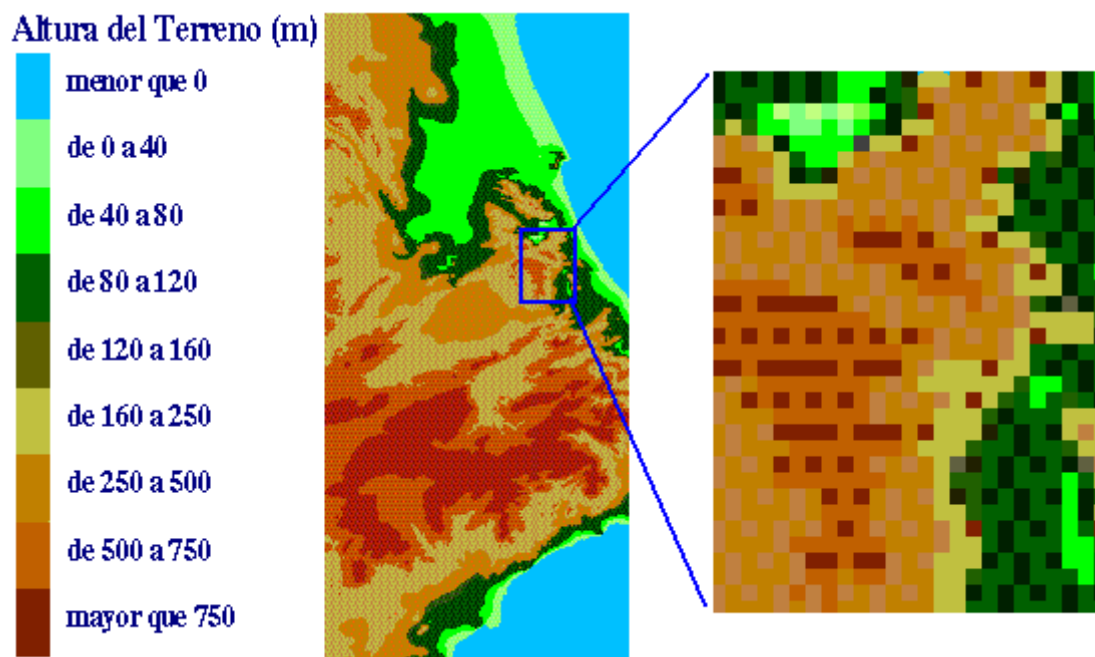 Altura del Terreno (m)
menor que 0
de 0 a 40
de 40 a 80
de 80 a 120
de 120 a 160
de 160 a 250
de 250 a 500
de 500 a 750
mayor que 750